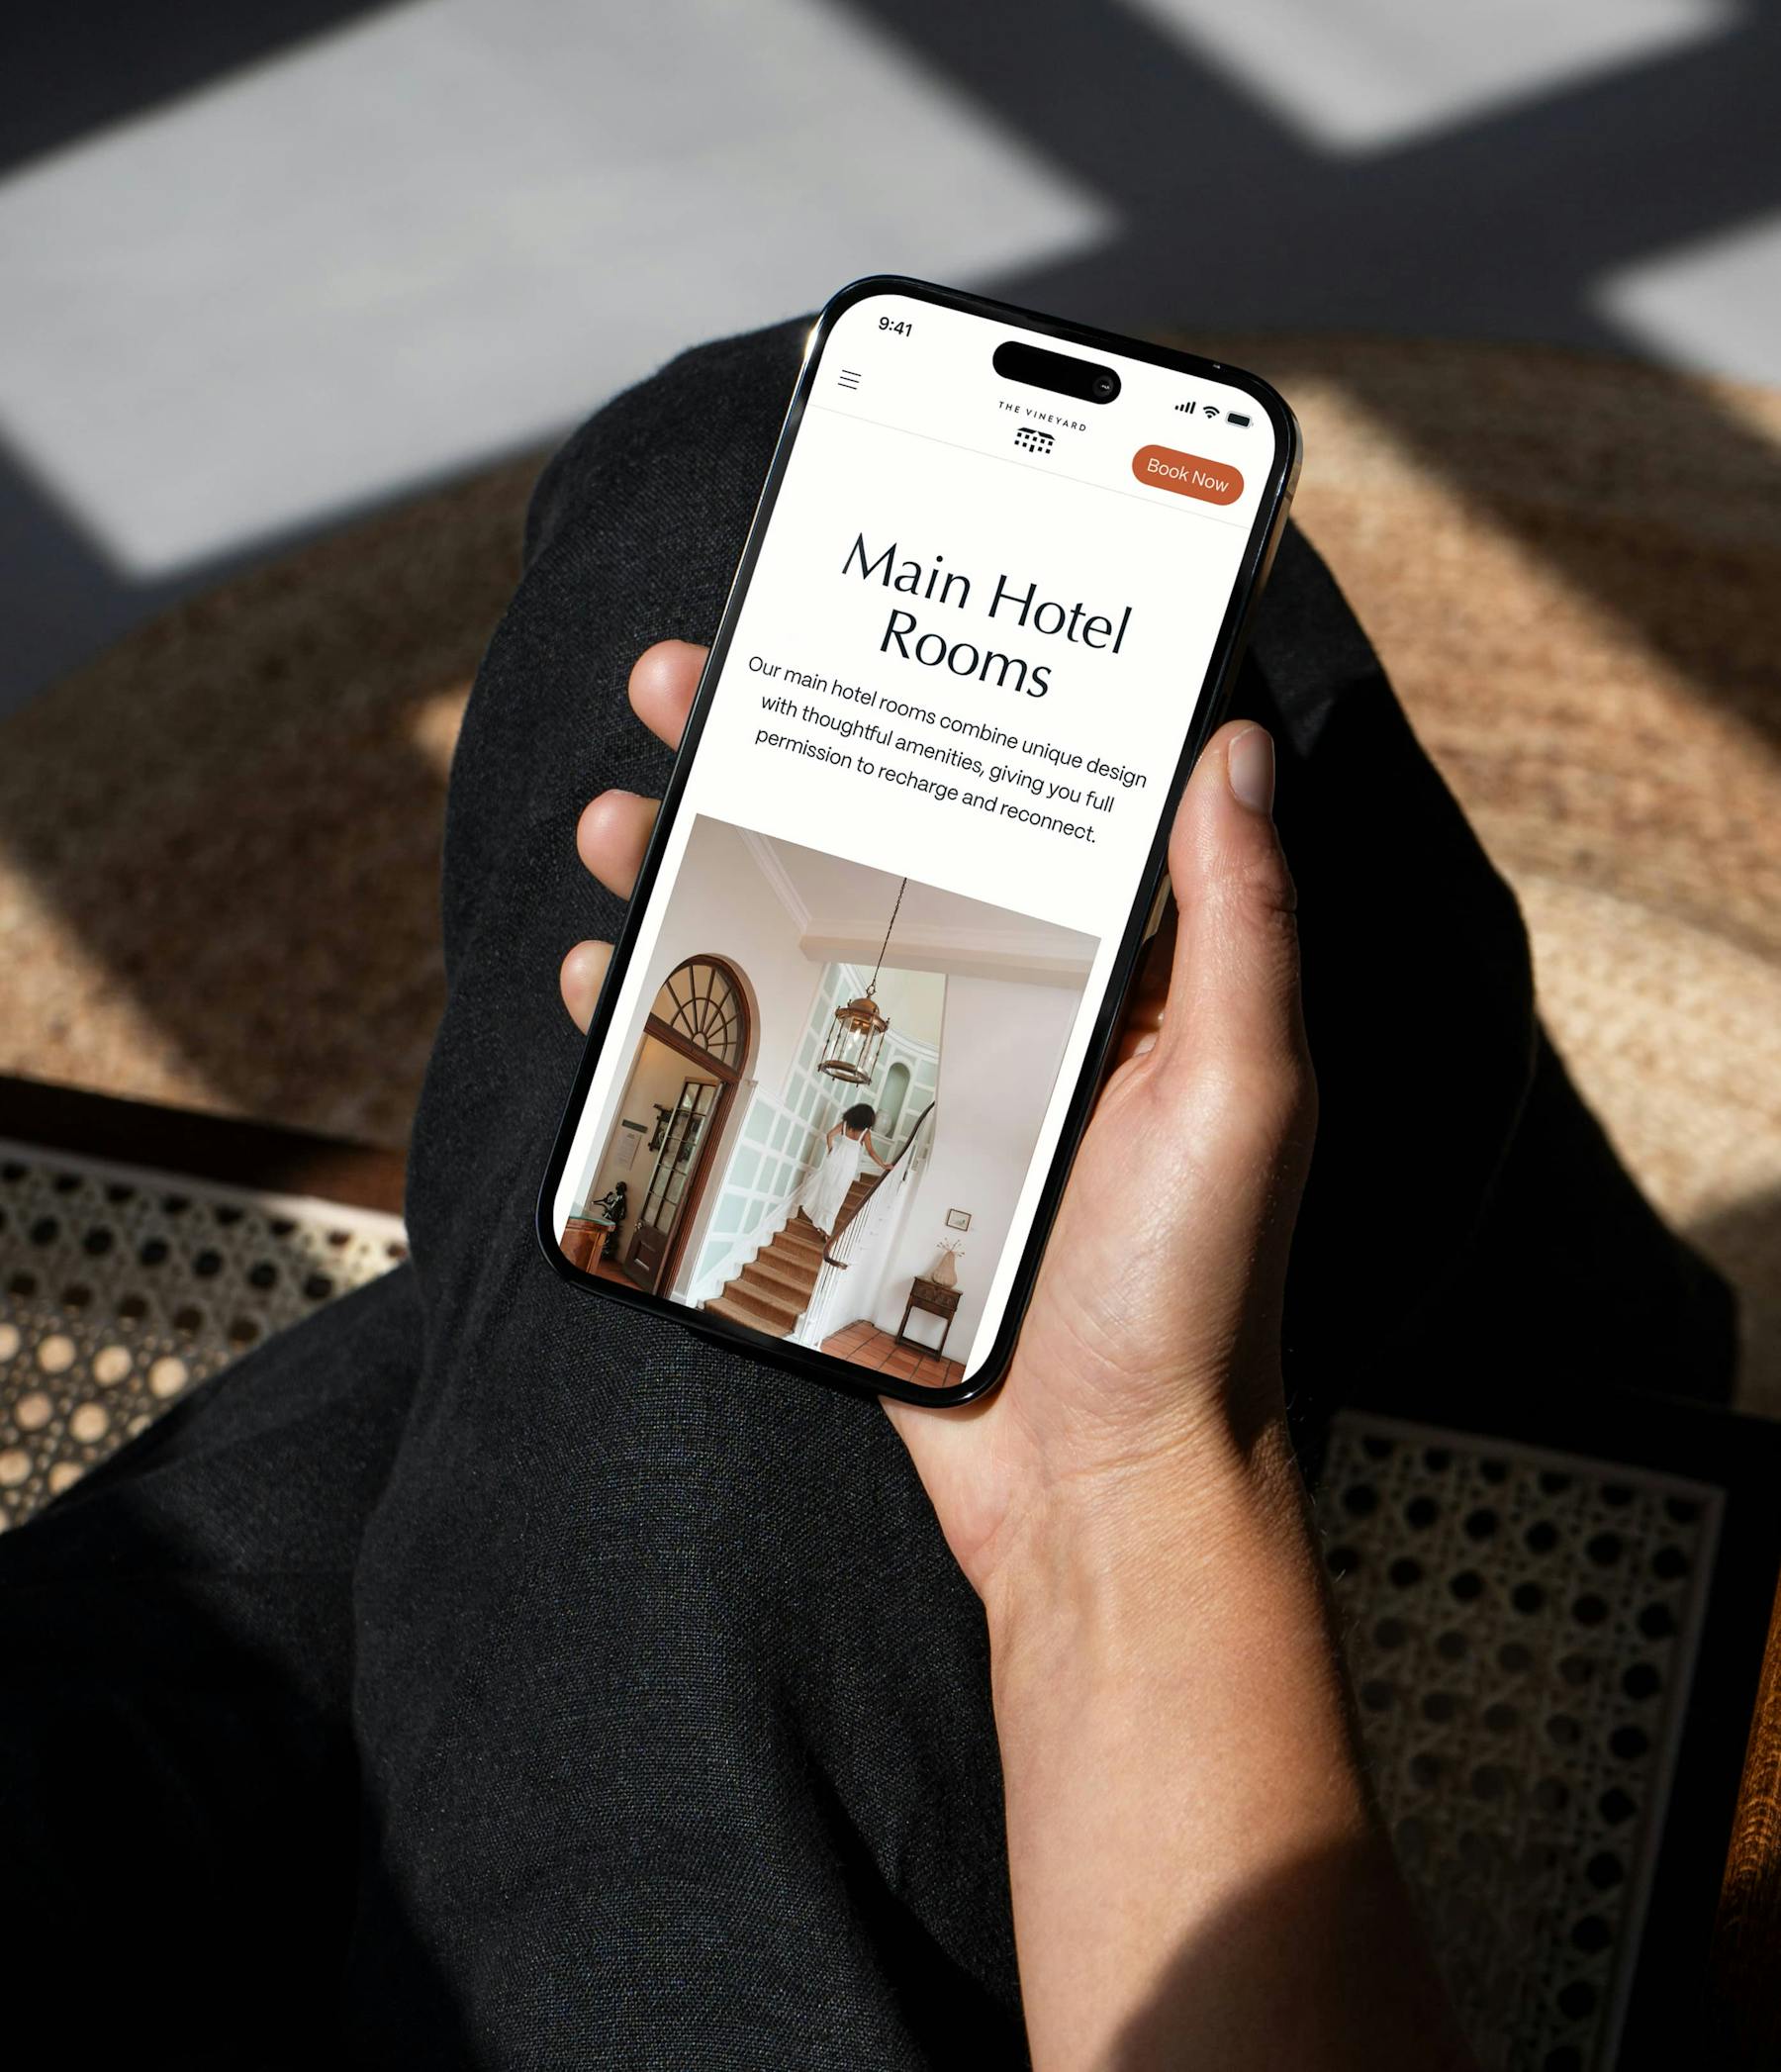 9:41
THE VINEYARD
Book Now
Main Hotel
Rooms
Our main hotel rooms combine unique design
with thoughtful amenities, giving you full
permission to recharge and reconnect.